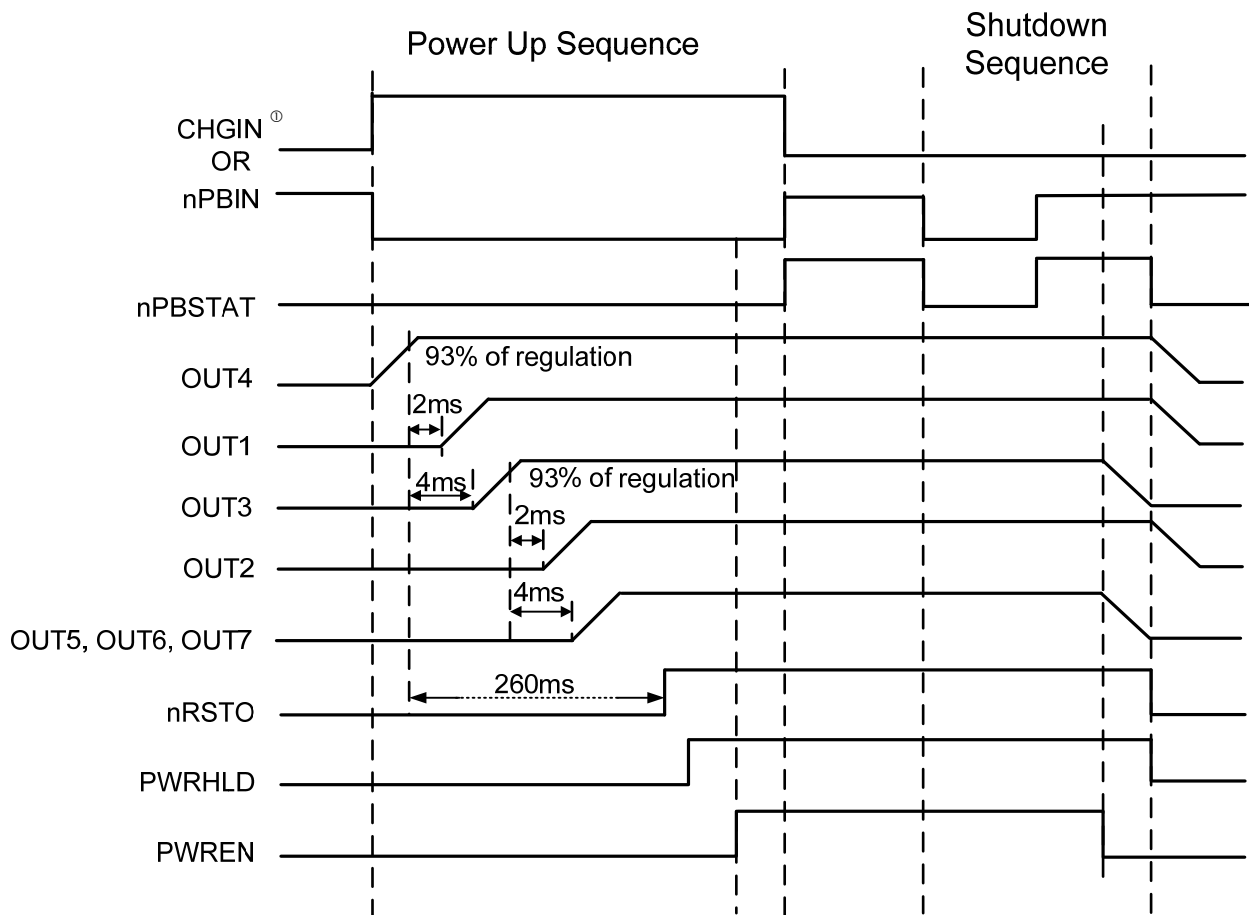 Power Up Sequence
Shutdown
Sequence
CHGIN ①
OR
nPBIN
nPBSTAT
93% of regulation
OUT4
2ms
OUT1
4ms
93% of regulation
OUT3
2ms
OUT2
4ms
OUT5, OUT6, OUT7
260ms
nRSTO
PWRHLD
PWREN